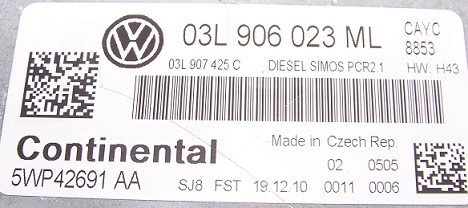 03L 906 023 ML CAYC
8853
03L 907 425 C DIESEL SIMOS PCR2.1 HW: H43
Made in Czech Rep.
Continental 02 0505
5WP42691 AA SJ8 FST 19.12.10 0011 0006